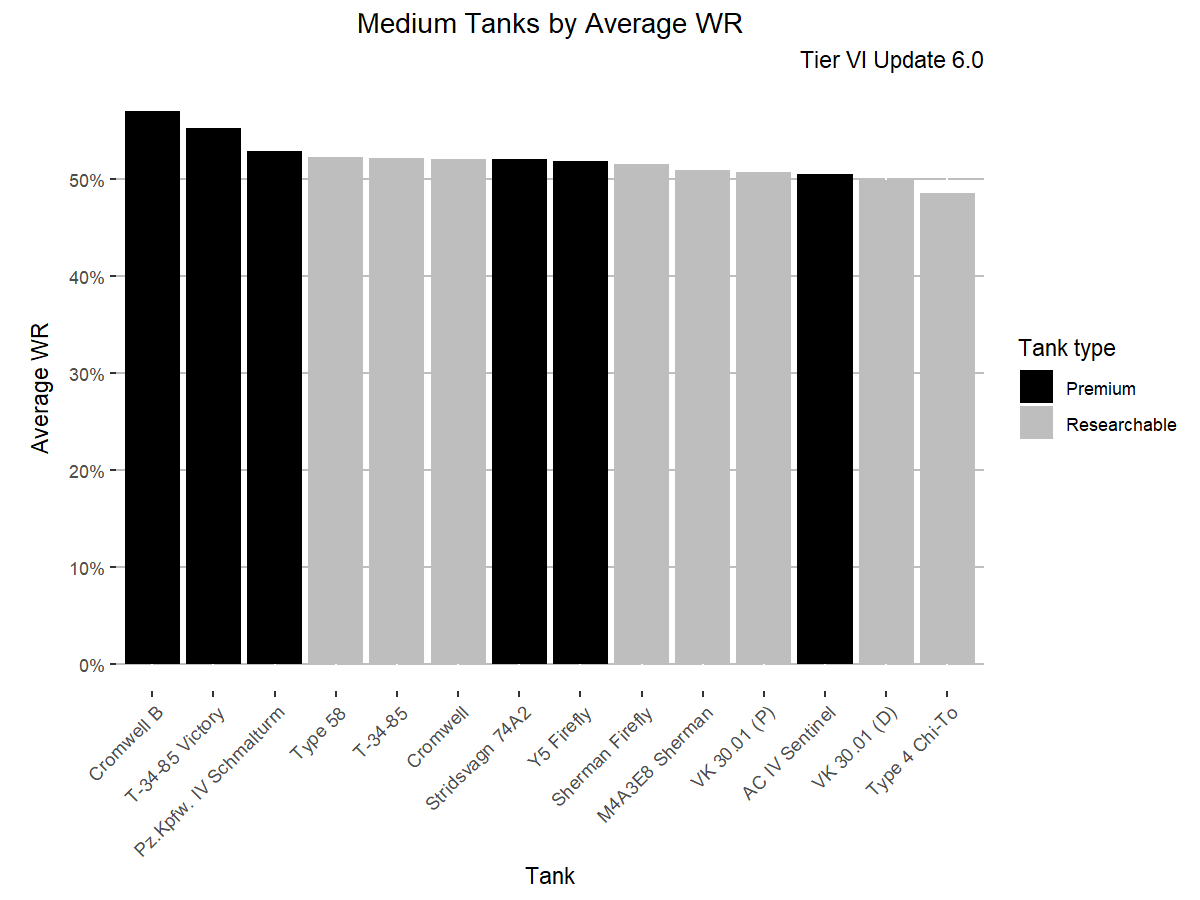 Medium Tanks by Average WR
Tier VI Update 6.0
Average WR
50%
40%
30%
20%
10%
0%
Cromwell B
T-34-85 Victory
Pz.Kpfw. IV Schmalturm
Type 58
T-34-85
Cromwell
Stridsvagn 74A2
Y5 Firefly
Sherman Firefly
M4A3E8 Sherman
VK 30.01 (P)
AC IV Sentinel
VK 30.01 (D)
Type 4 Chi-To
Tank
Tank type
Premium
Researchable